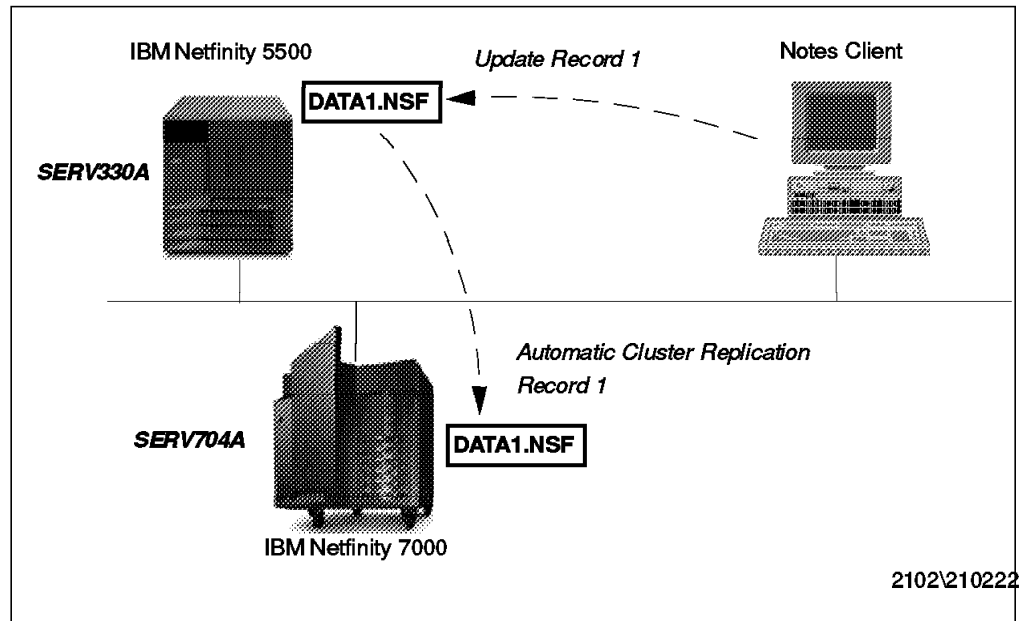 IBM Netfinity 5500
Update Record 1
Notes Client
DATA1.NSF
SERV330A
Automatic Cluster Replication
Record 1
SERV704A
DATA1.NSF
IBM Netfinity 7000
2102\210222